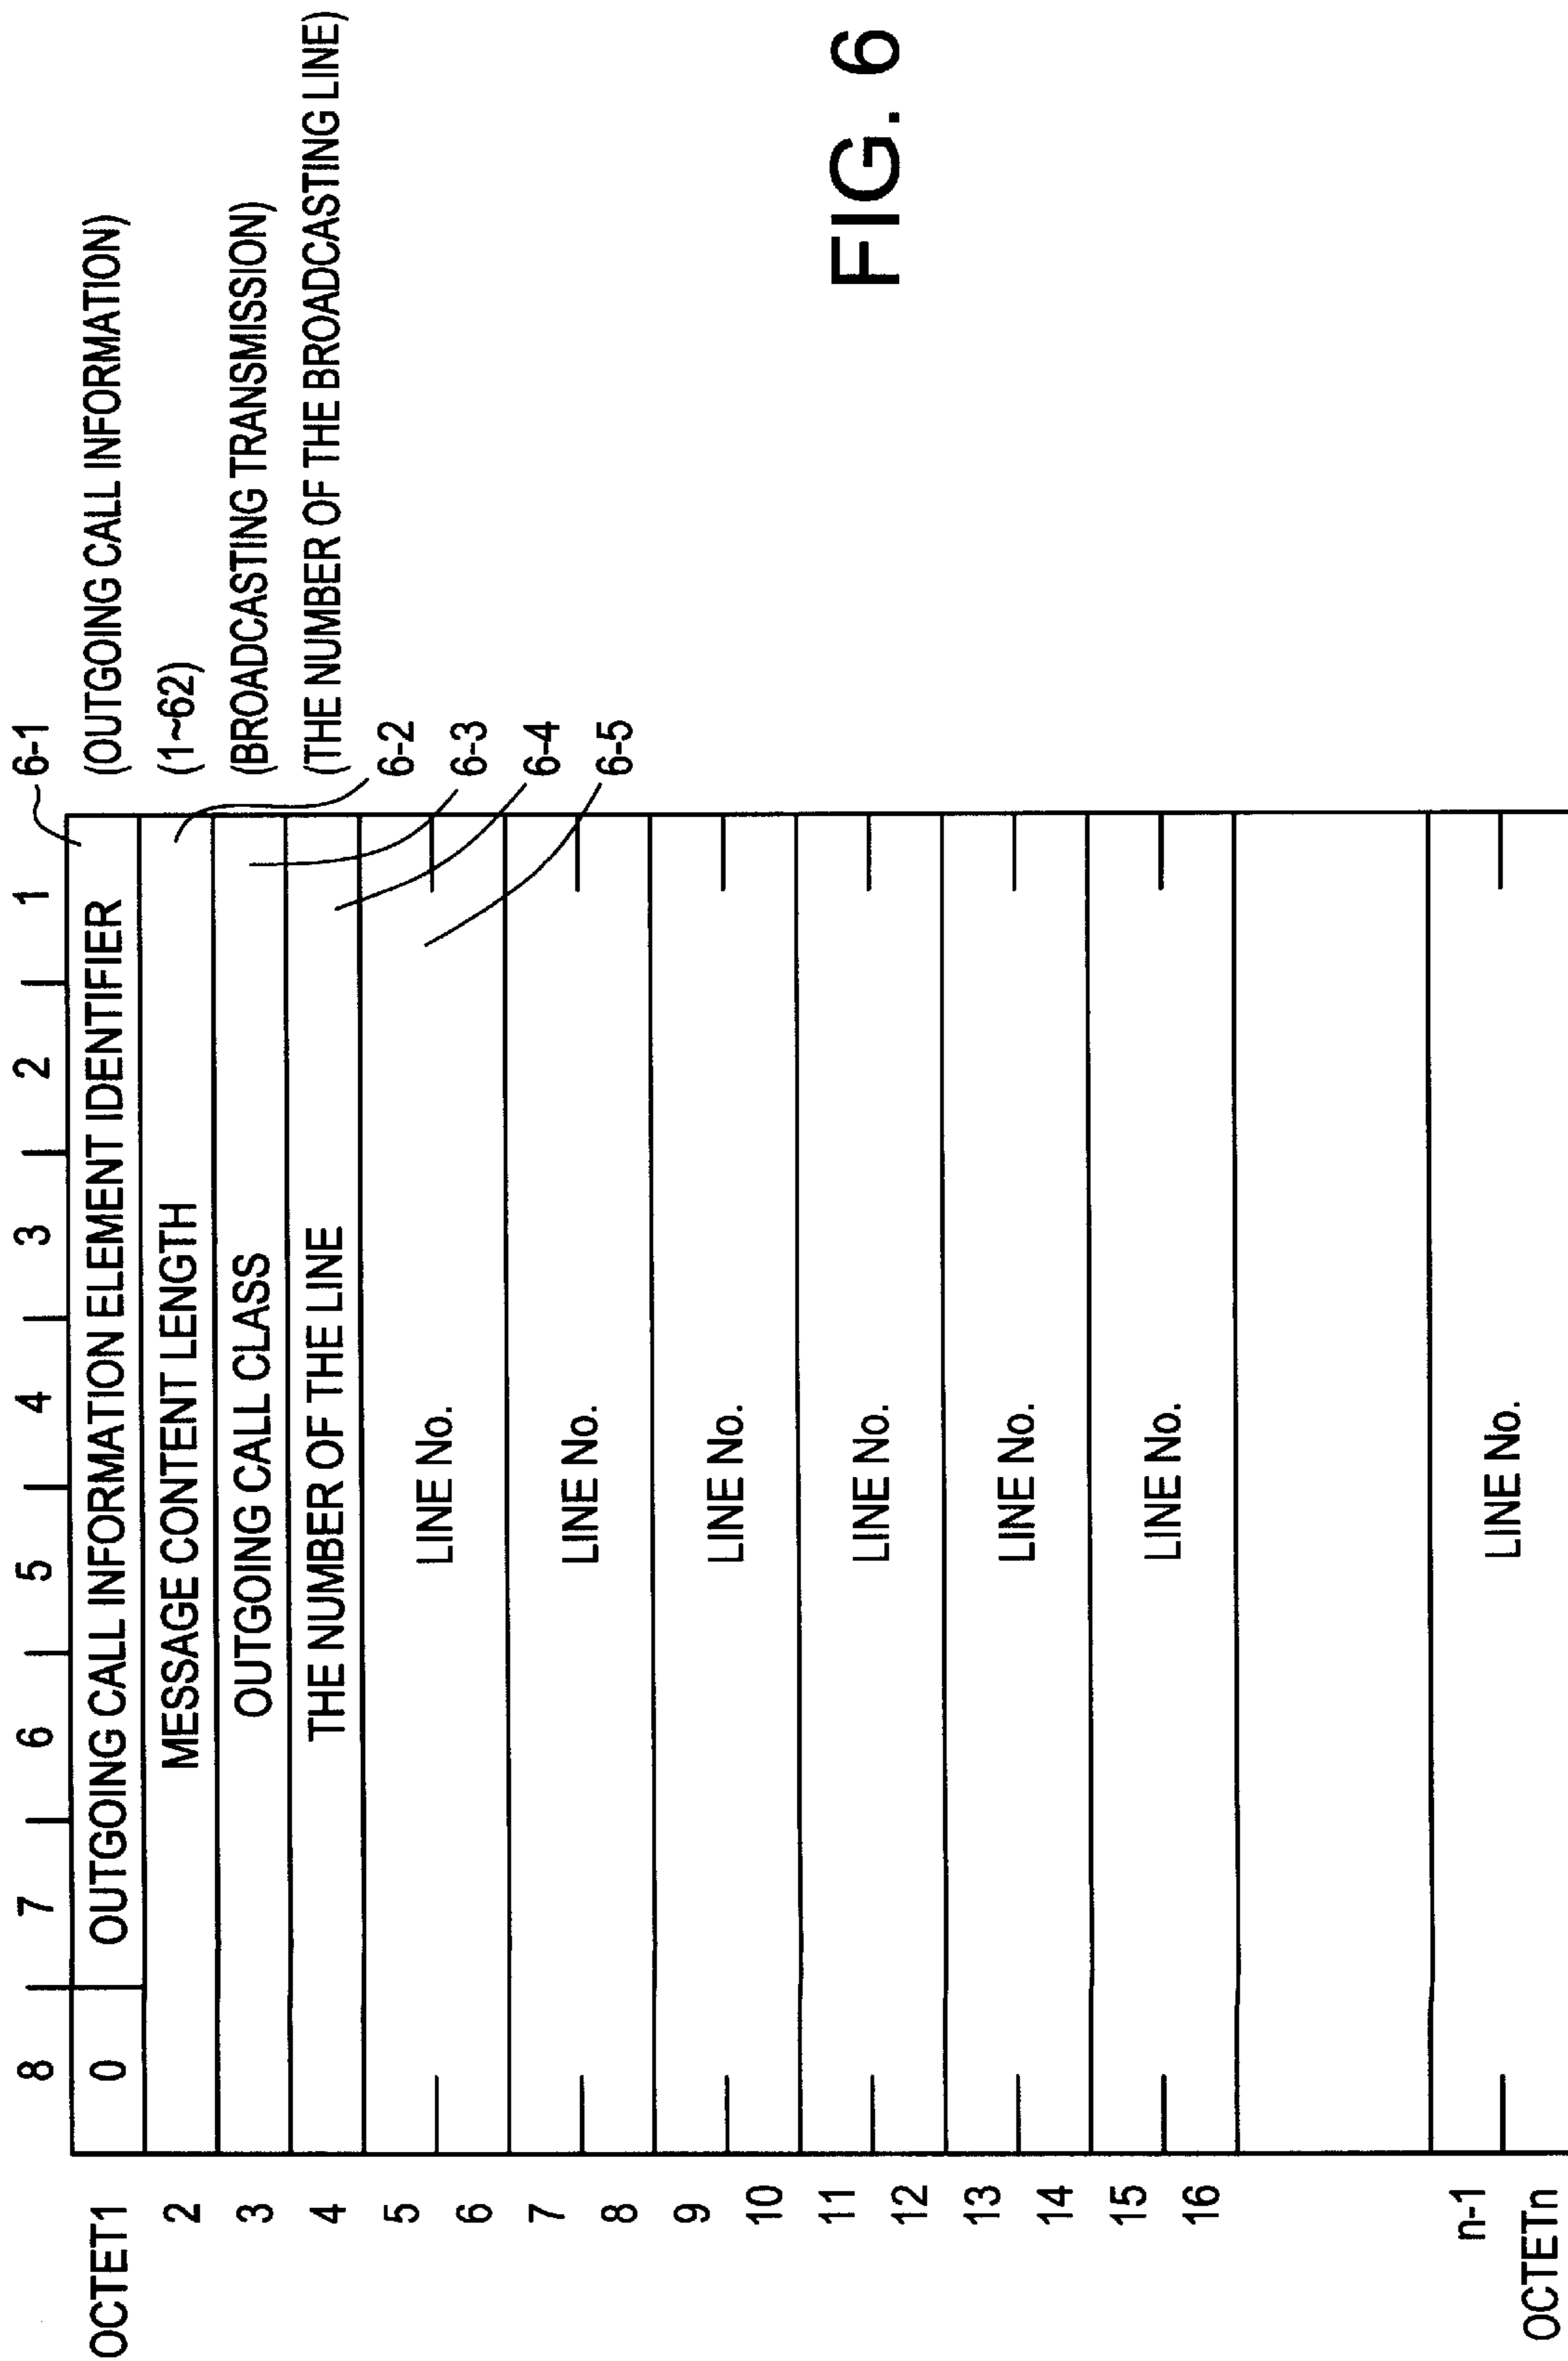 8 7 6 5 4 3 2 1 6-1
OCTET1 0 OUTGOING CALL INFORMATION ELEMENT IDENTIFIER (OUTGOING CALL INFORMATION)
2 MESSAGE CONTENT LENGTH (1~62)
3 OUTGOING CALL CLASS (BROADCASTING TRANSMISSION)
4 THE NUMBER OF THE LINE (THE NUMBER OF THE BROADCASTING LINE)
5 6-2
LINE No.
6 6-3
7 6-4
LINE No.
8 6-5
9
LINE No.
10
11
LINE No.
12
13
LINE No.
14
15
LINE No.
16
n-1
LINE No.
OCTETn
FIG. 6